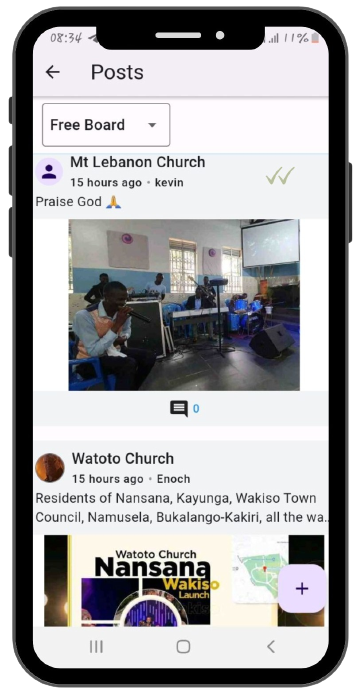 08:34
11%
Posts
Free Board
Mt Lebanon Church
15 hours ago • kevin
Praise God 🙏
0
Watoto Church
15 hours ago • Enoch
Residents of Nansana, Kayunga, Wakiso Town
Council, Namusela, Bukalango-Kakiri, all the wa..
Watoto Church
Nansana
Wakiso
Launch
+